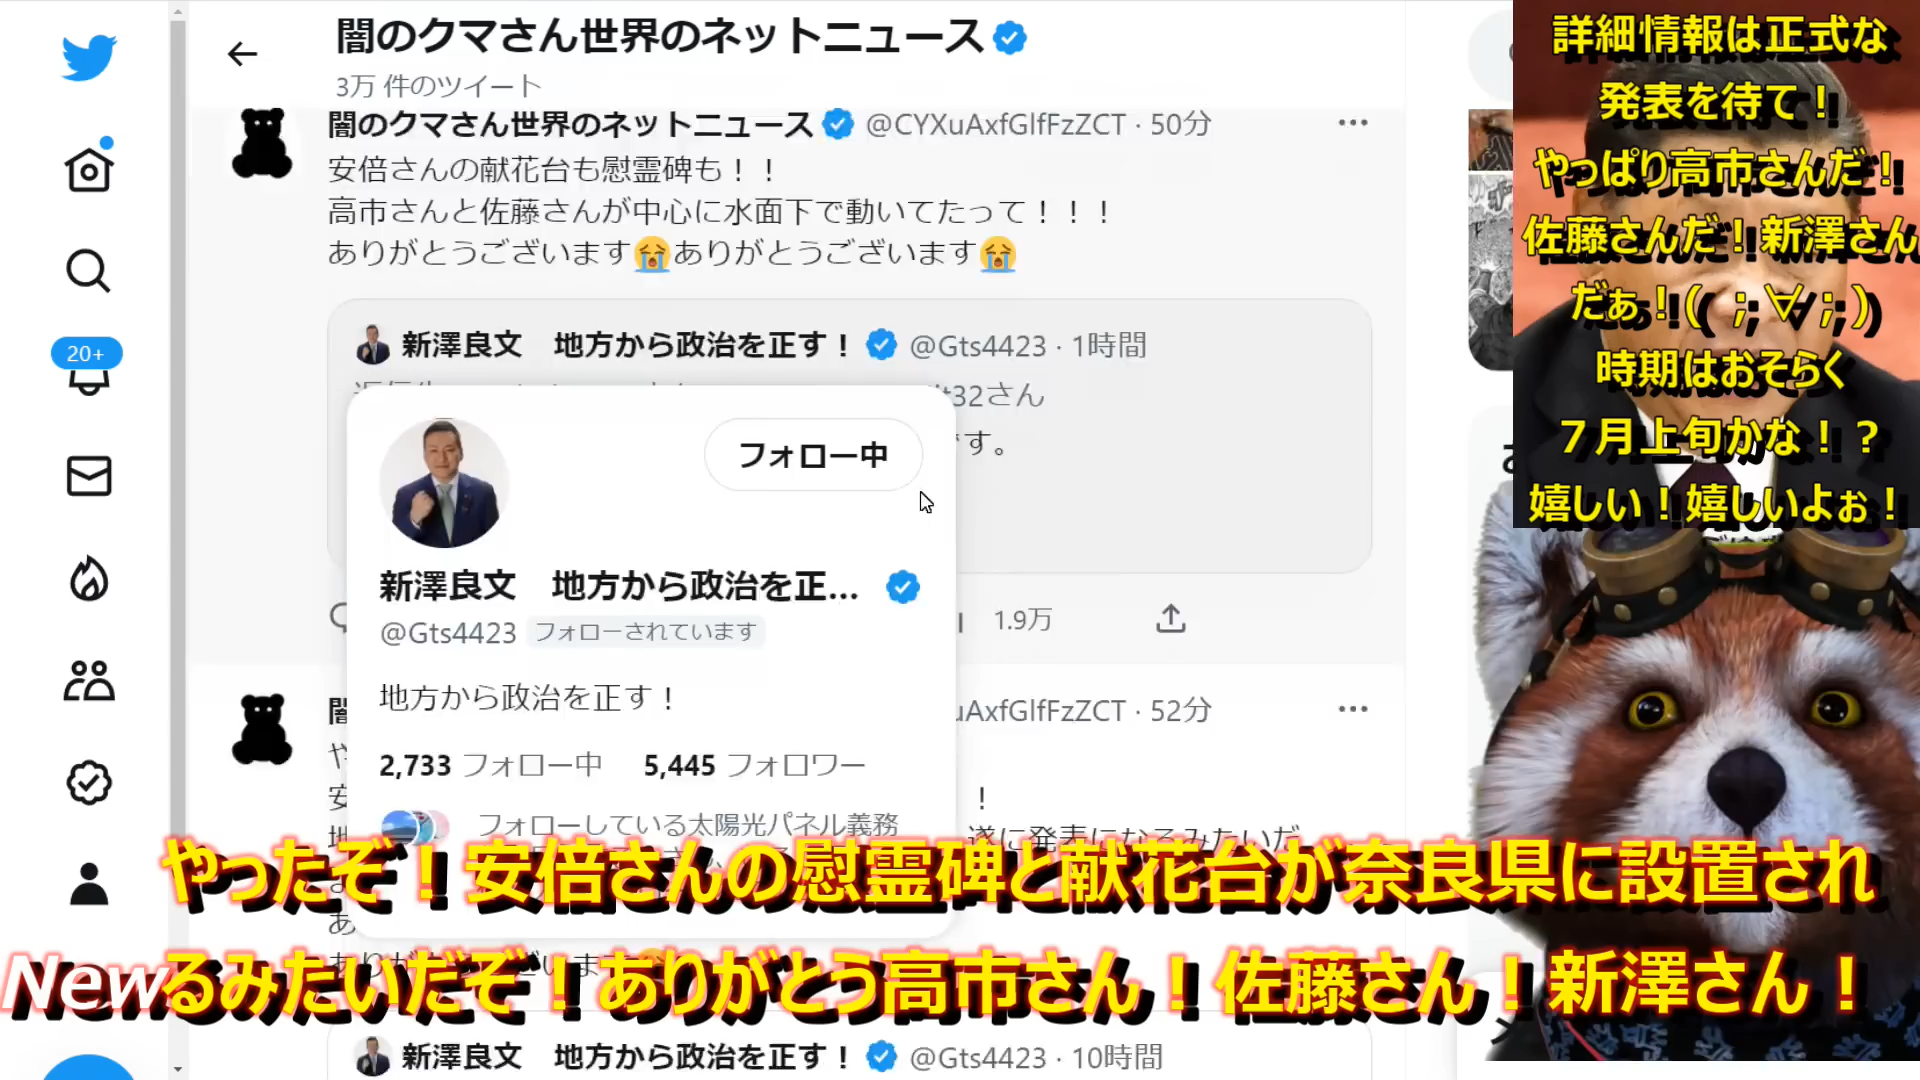 闇のクマさん世界のネットニュース
3万 件のツイート
闇のクマさん世界のネットニュース @CYXuAxfGlfFzZCT · 50分
安倍さんの献花台も慰霊碑も！！
高市さんと佐藤さんが中心に水面下で動いてたって！！！
ありがとうございます😭ありがとうございます😭
新澤良文　地方から政治を正す！ @Gts4423 · 1時間
t32さん
です。
フォロー中
新澤良文　地方から政治を正...
@Gts4423 フォローされています
地方から政治を正す！
2,733 フォロー中 5,445 フォロワー
フォローしている太陽光パネル義務
1.9万
20+
uAxfGlfFzZCT · 52分
！
遂に発表になるみたいだ
新澤良文　地方から政治を正す！ @Gts4423 · 10時間
詳細情報は正式な
発表を待て！
やっぱり高市さんだ！
佐藤さんだ！新澤さん
だぁ！( ；∀；)
時期はおそらく
７月上旬かな！？
嬉しい！嬉しいよぉ！
やったぞ！安倍さんの慰霊碑と献花台が奈良県に設置され
Newるみたいだぞ！ありがとう高市さん！佐藤さん！新澤さん！